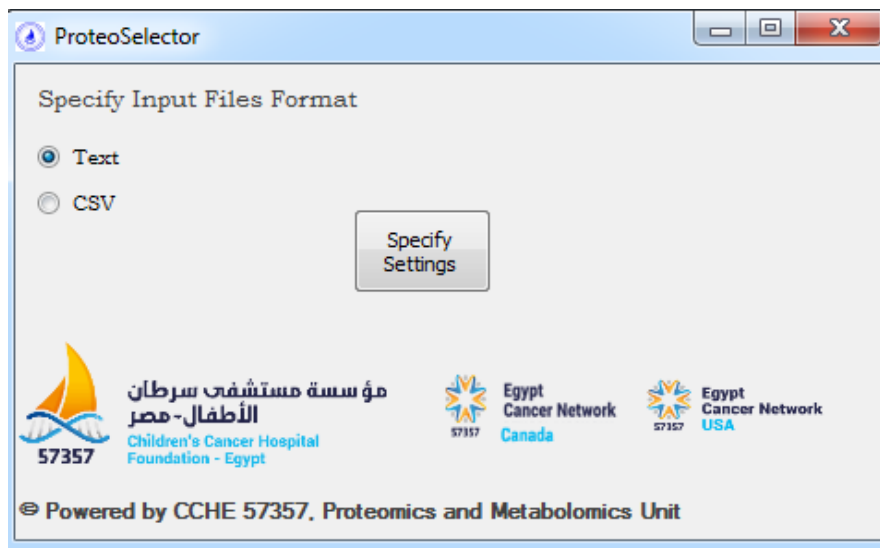 ProteoSelector
Specify Input Files Format
Text
CSV
Specify
Settings
مؤسسة مستشفى سرطان
الأطفال-مصر
Children's Cancer Hospital
Foundation - Egypt
57357
Egypt
Cancer Network
Canada
57357
Egypt
Cancer Network
USA
57357
© Powered by CCHE 57357, Proteomics and Metabolomics Unit